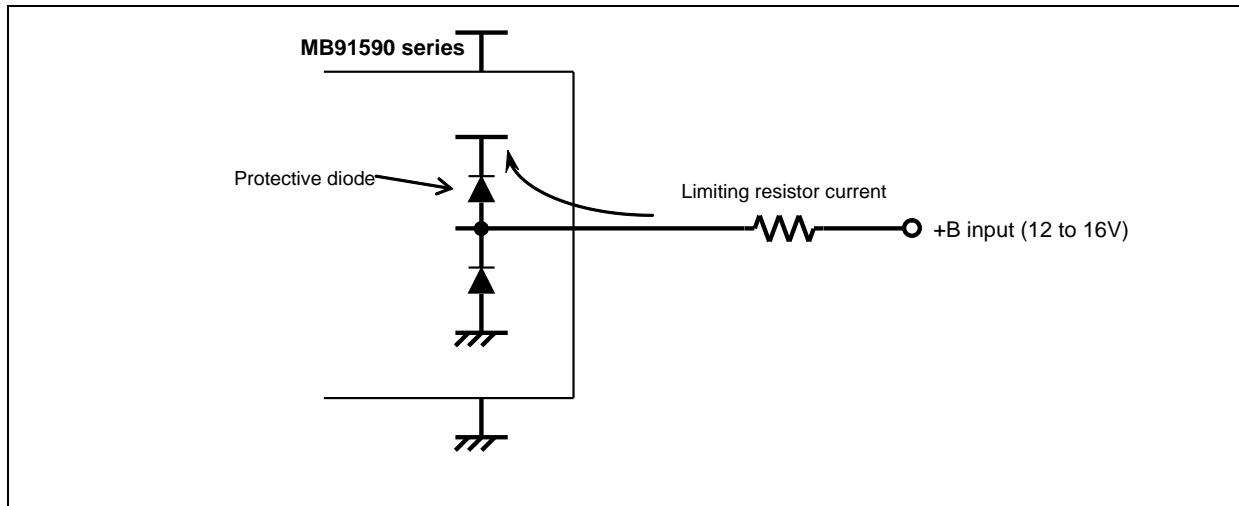 MB91590 series
Protective diode
Limiting resistor current
+B input (12 to 16V)